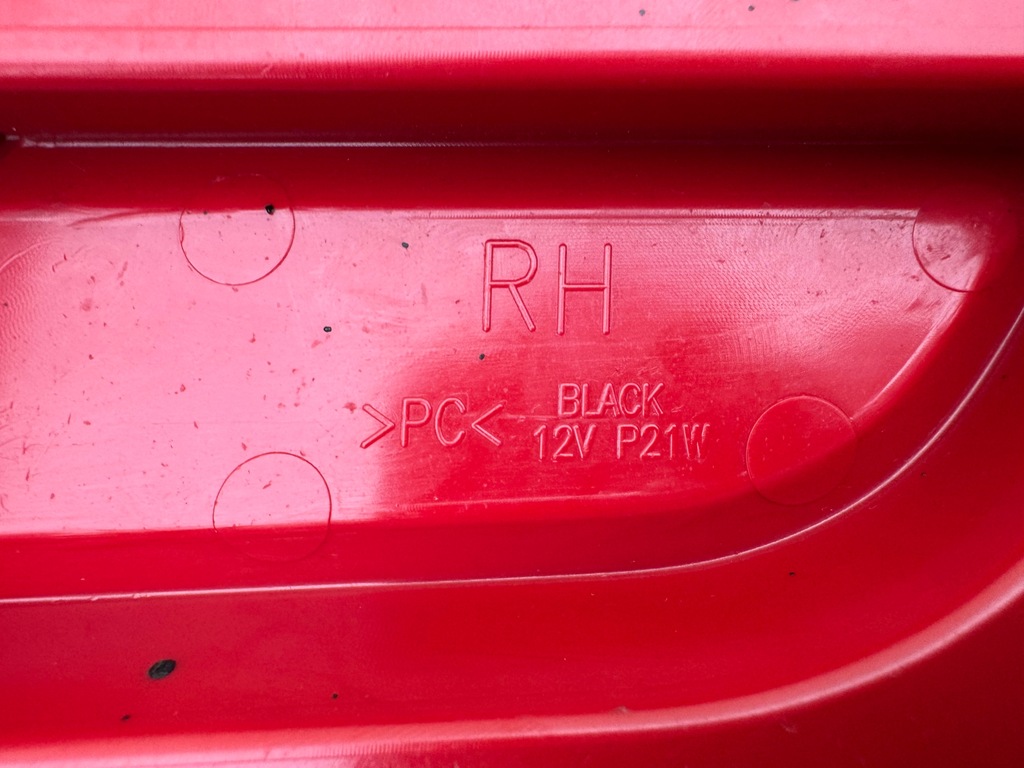 RH
>PC<
BLACK
12V P21W